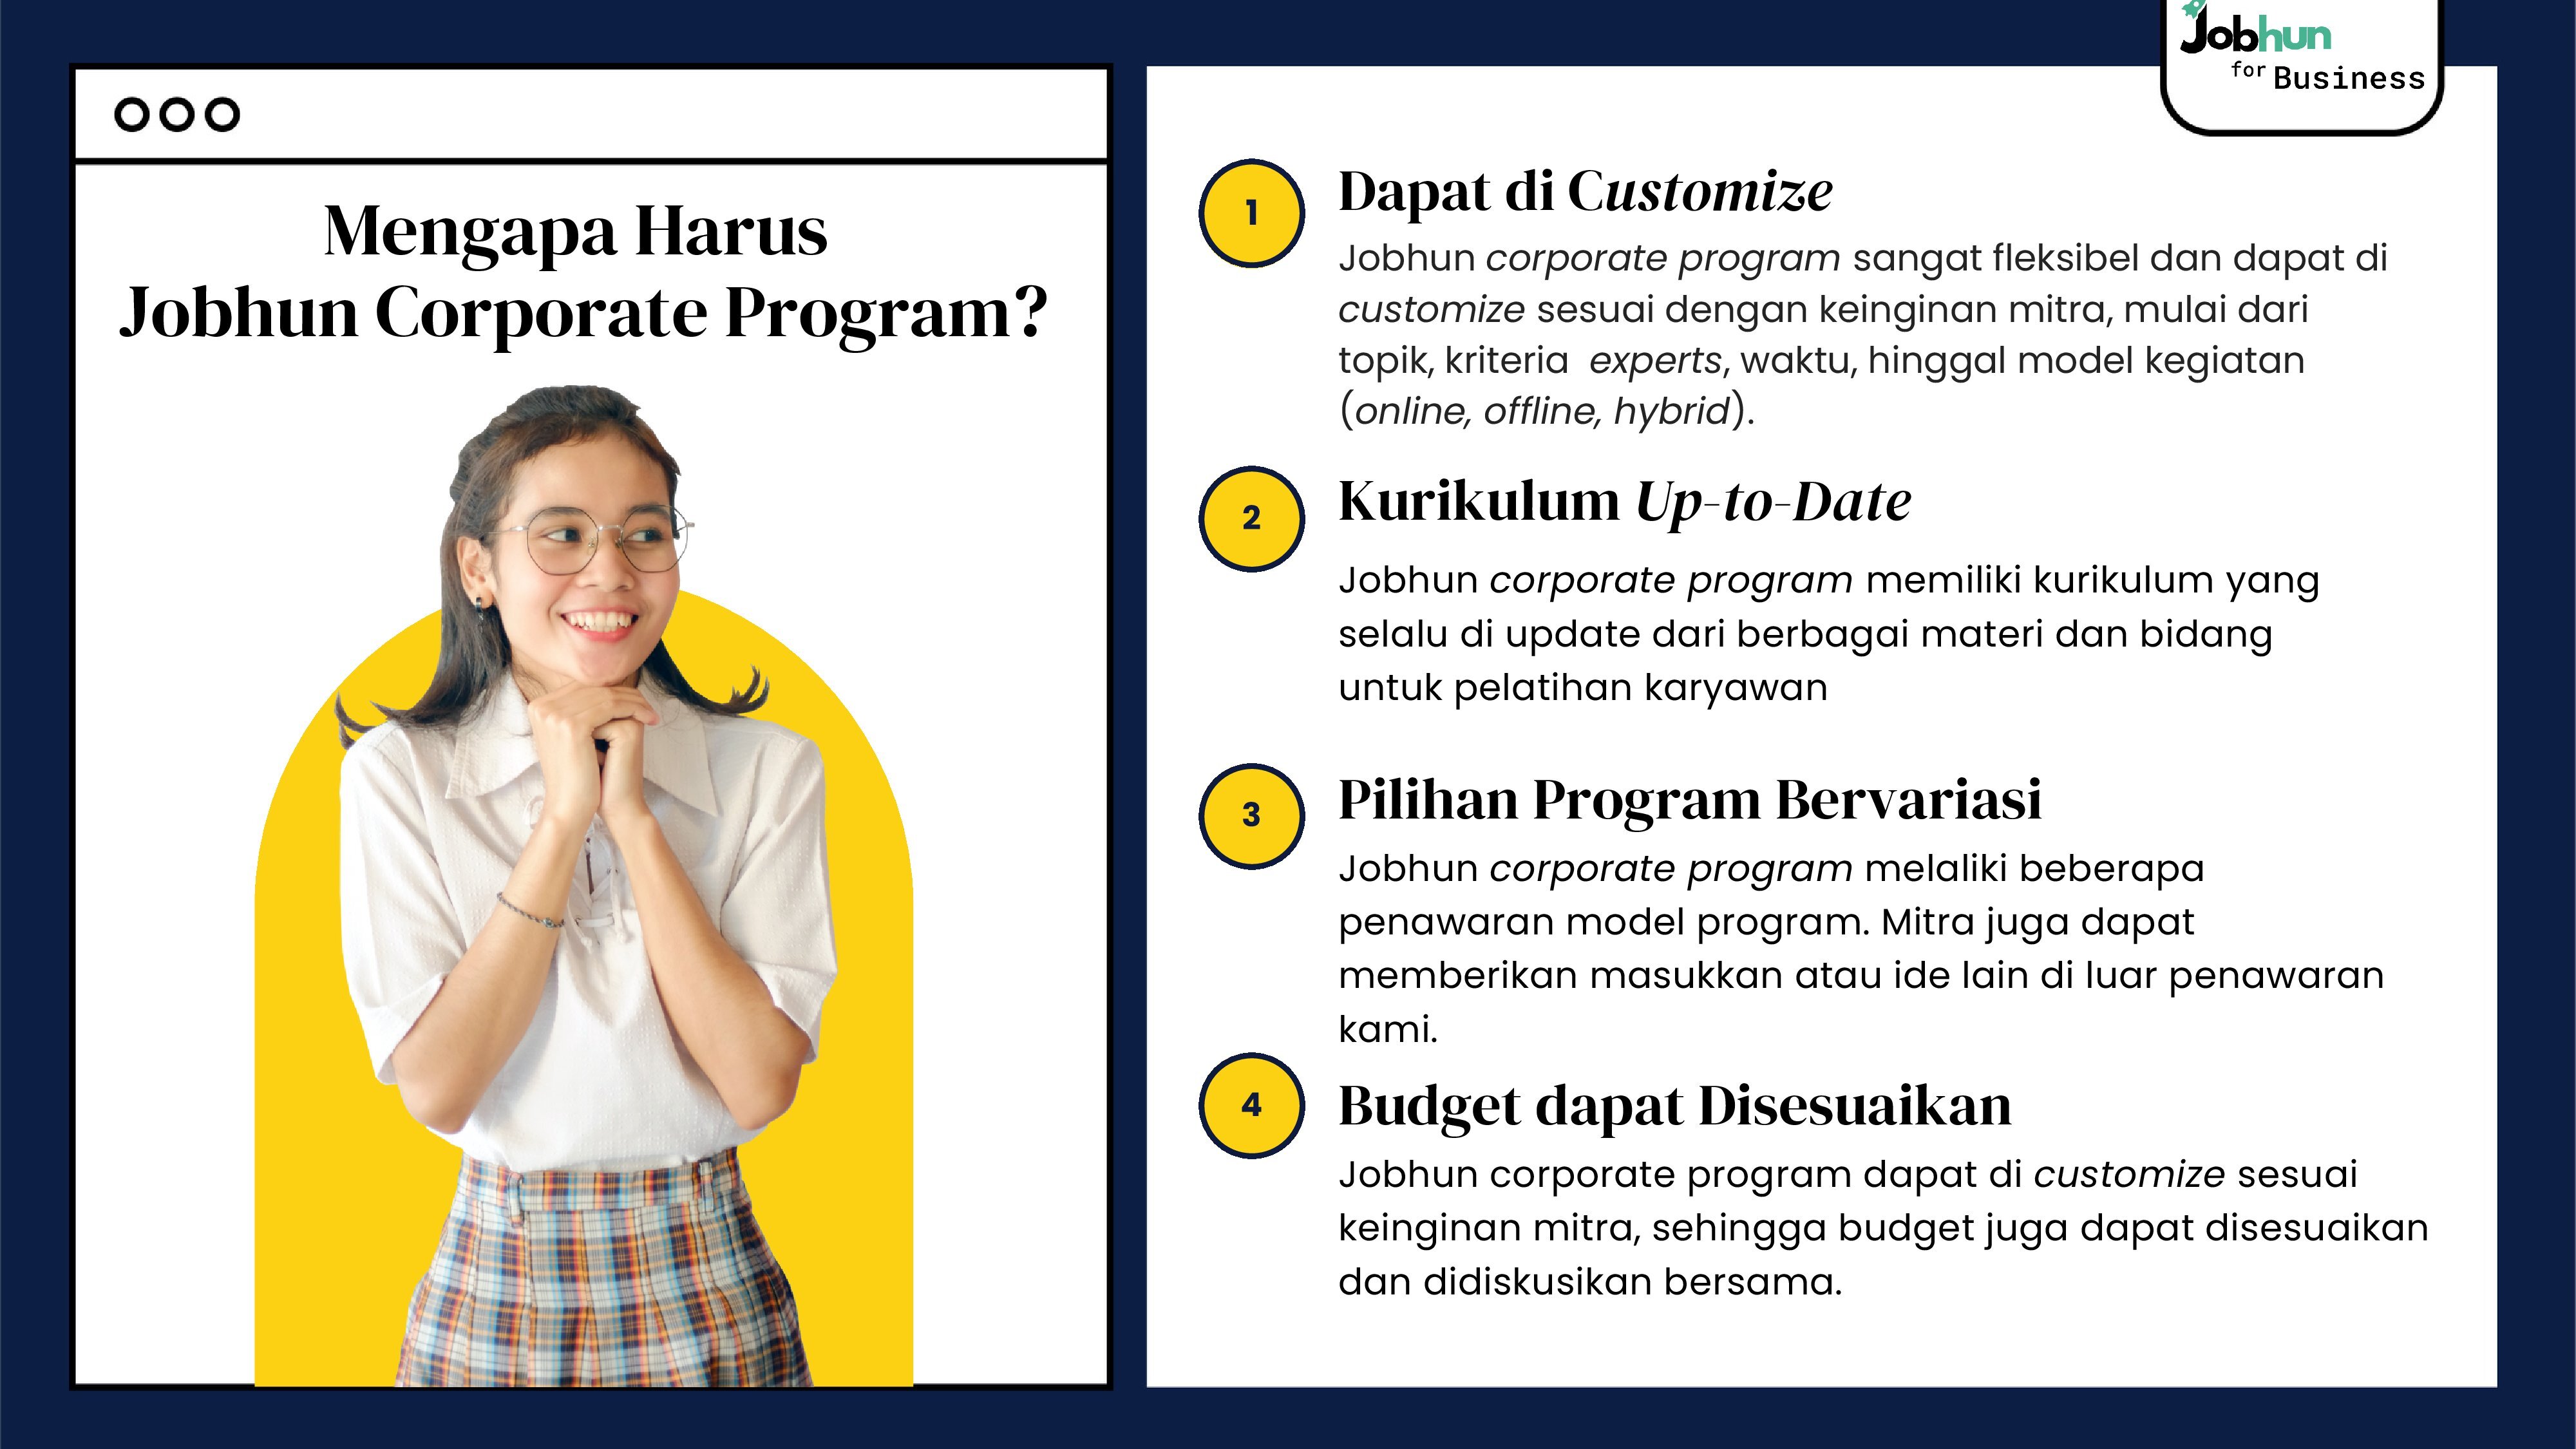 Jobhun
for Business
Mengapa Harus
Jobhun Corporate Program?
1
Dapat di Customize
Jobhun corporate program sangat fleksibel dan dapat di
customize sesuai dengan keinginan mitra, mulai dari
topik, kriteria experts, waktu, hinggal model kegiatan
(online, offline, hybrid).
2
Kurikulum Up-to-Date
Jobhun corporate program memiliki kurikulum yang
selalu di update dari berbagai materi dan bidang
untuk pelatihan karyawan
3
Pilihan Program Bervariasi
Jobhun corporate program melaliki beberapa
penawaran model program. Mitra juga dapat
memberikan masukkan atau ide lain di luar penawaran
kami.
4
Budget dapat Disesuaikan
Jobhun corporate program dapat di customize sesuai
keinginan mitra, sehingga budget juga dapat disesuaikan
dan didiskusikan bersama.